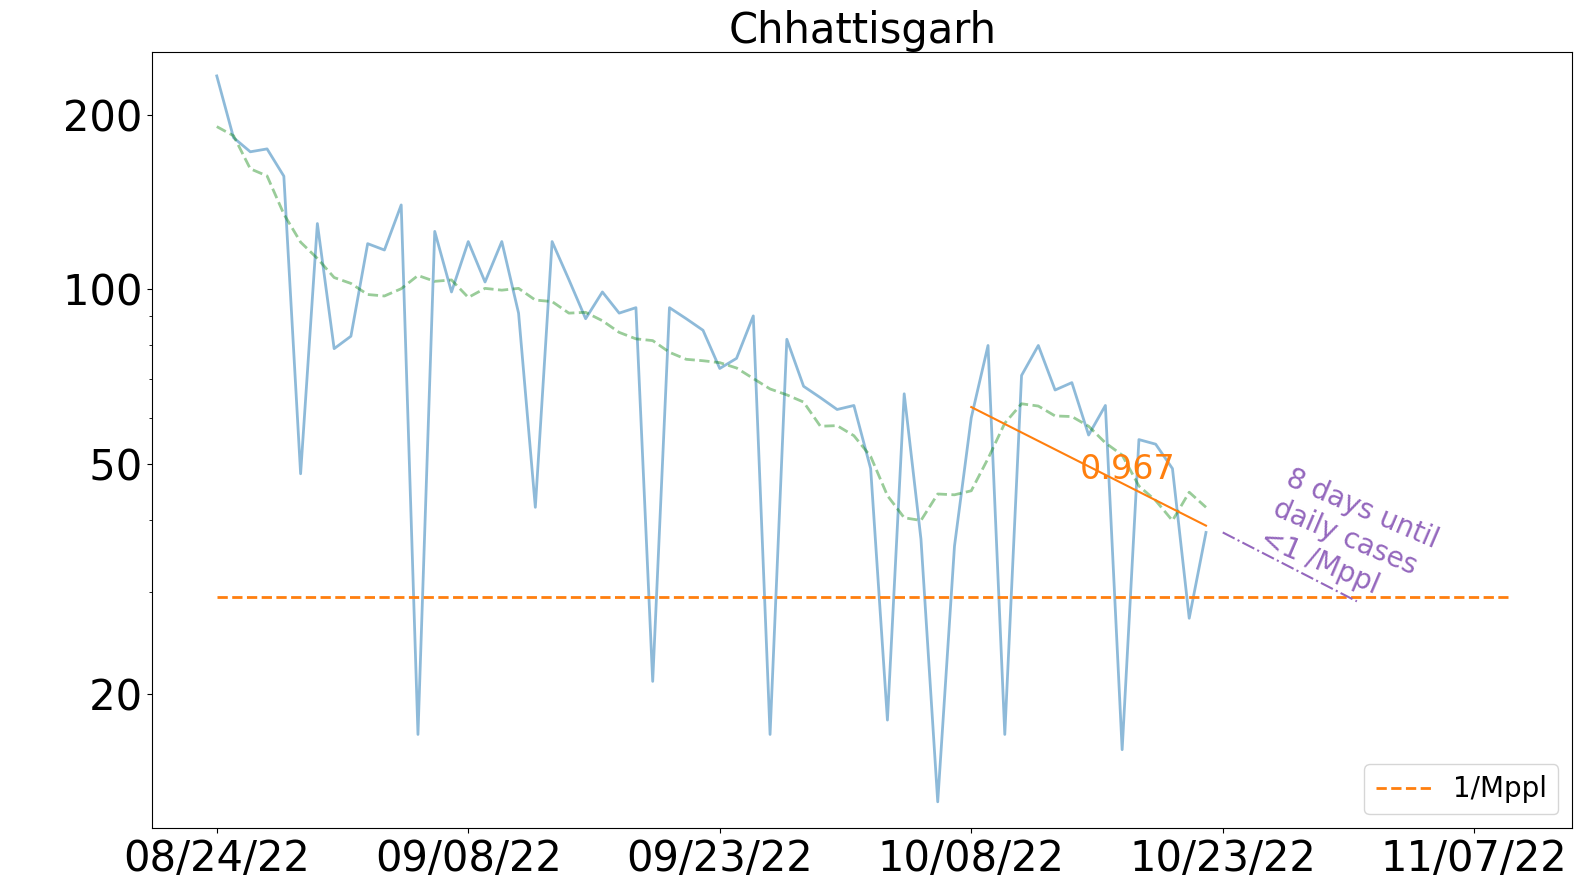 Chhattisgarh
200
100
50
20
0.967
8 days until
daily cases
<1 /Mppl
1/Mppl
08/24/22
09/08/22
09/23/22
10/08/22
10/23/22
11/07/22